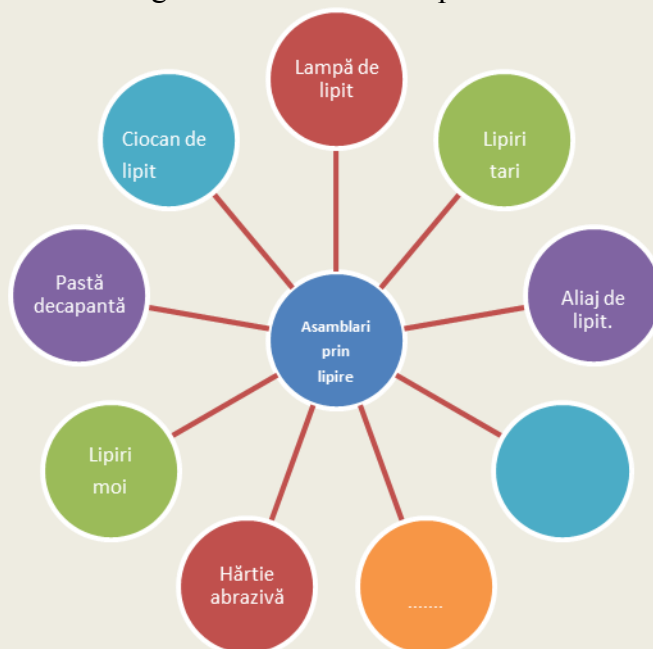 Lampă de
lipit
Lipiri
tari
Aliaj de
lipit.
.......
Hărtie
abrazivă
Lipiri
moi
Pastă
decapantă
Ciocan de
lipit
Asamblari
prin
lipire